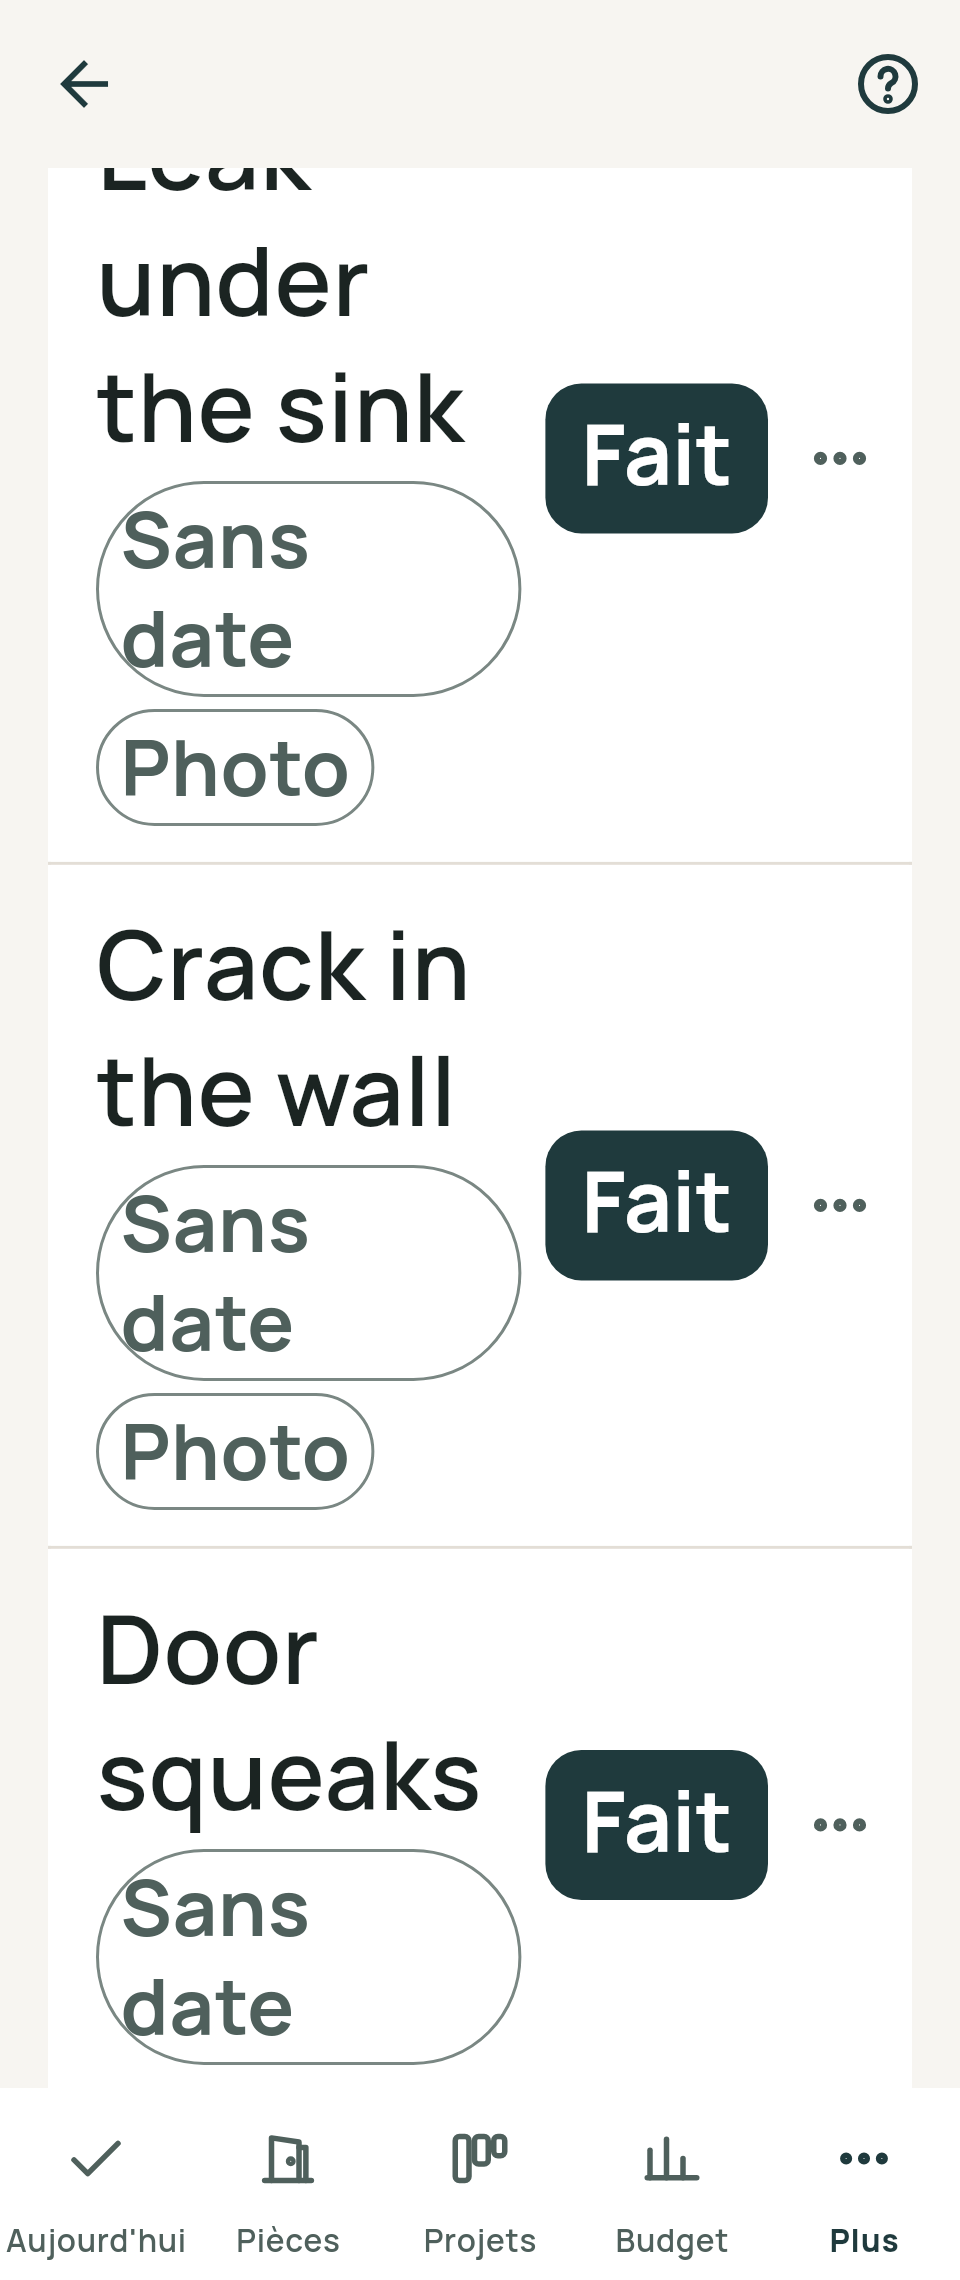 Leak
under
the sink
Fait
Sans
date
Photo
Crack in
the wall
Fait
Sans
date
Photo
Door
squeaks
Fait
Sans
date
Aujourd'hui
Pièces
Projets
Budget
Plus